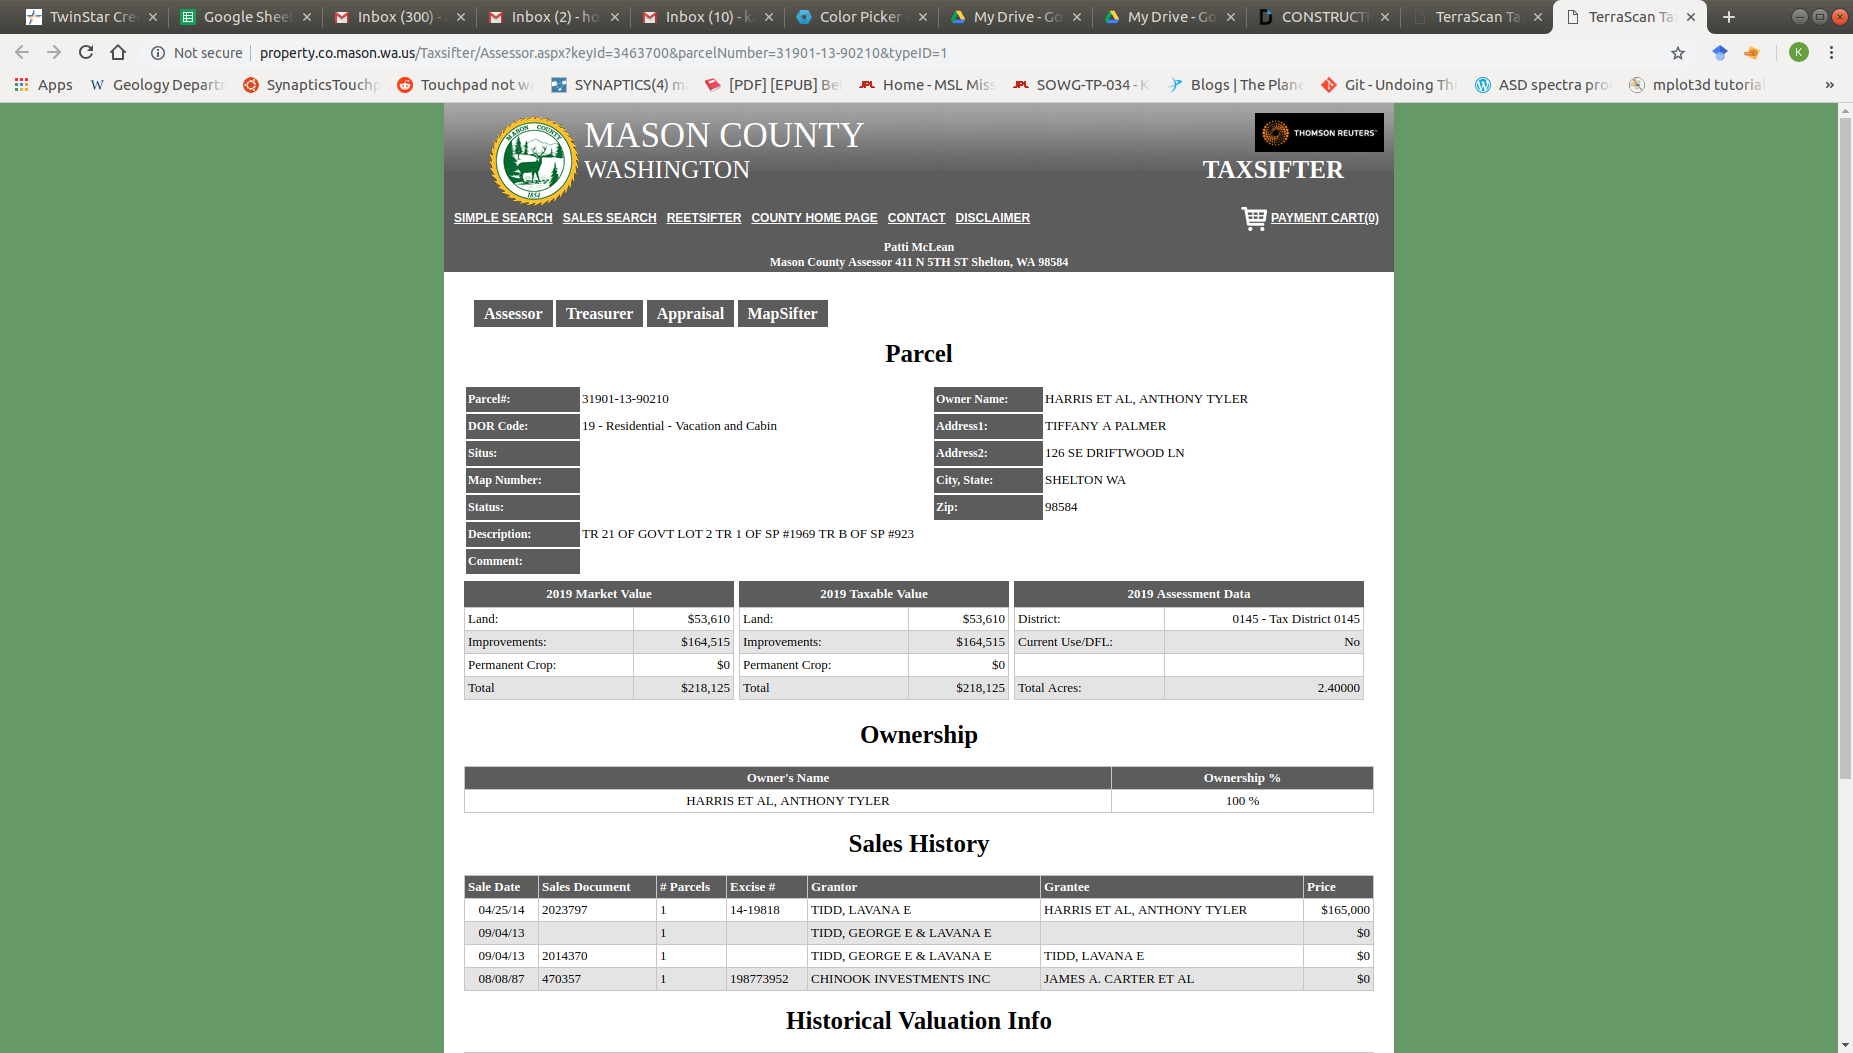 TwinStar Cre
Google Sheet
Inbox (300) -
Inbox (2) - ho
Inbox (10) - k
Color Picker
My Drive - Go
My Drive - Go
CONSTRUCT
TerraScan Ta
TerraScan Ta
Not secure
property.co.mason.wa.us/Taxsifter/Assessor.aspx?keyId=3463700&parcelNumber=31901-13-90210&typeID=1
K
Apps
W Geology Depart
SynapticsTouchp
Touchpad not w
SYNAPTICS(4) m
[PDF] [EPUB] Be
JPL Home - MSL Miss
JPL SOWG-TP-034 - K
Blogs | The Plane
Git - Undoing Thi
ASD spectra pro
mplot3d tutorial
»
MASON COUNTY
WASHINGTON
MASON COUNTY
1854
THOMSON REUTERS
TAXSIFTER
SIMPLE SEARCH SALES SEARCH REETSIFTER COUNTY HOME PAGE CONTACT DISCLAIMER
PAYMENT CART(0)
Patti McLean
Mason County Assessor 411 N 5TH ST Shelton, WA 98584
Assessor Treasurer Appraisal MapSifter
Parcel
Parcel#: 31901-13-90210 Owner Name: HARRIS ET AL, ANTHONY TYLER
DOR Code: 19 - Residential - Vacation and Cabin Address1: TIFFANY A PALMER
Situs: Address2: 126 SE DRIFTWOOD LN
Map Number: City, State: SHELTON WA
Status: Zip: 98584
Description: TR 21 OF GOVT LOT 2 TR 1 OF SP #1969 TR B OF SP #923
Comment:
2019 Market Value 2019 Taxable Value 2019 Assessment Data
Land: $53,610 Land: $53,610 District: 0145 - Tax District 0145
Improvements: $164,515 Improvements: $164,515 Current Use/DFL: No
Permanent Crop: $0 Permanent Crop: $0
Total $218,125 Total $218,125 Total Acres: 2.40000
Ownership
Owner's Name Ownership %
HARRIS ET AL, ANTHONY TYLER 100 %
Sales History
Sale Date Sales Document # Parcels Excise # Grantor Grantee Price
04/25/14 2023797 1 14-19818 TIDD, LAVANA E HARRIS ET AL, ANTHONY TYLER $165,000
09/04/13 1 TIDD, GEORGE E & LAVANA E $0
09/04/13 2014370 1 TIDD, GEORGE E & LAVANA E TIDD, LAVANA E $0
08/08/87 470357 1 198773952 CHINOOK INVESTMENTS INC JAMES A. CARTER ET AL $0
Historical Valuation Info